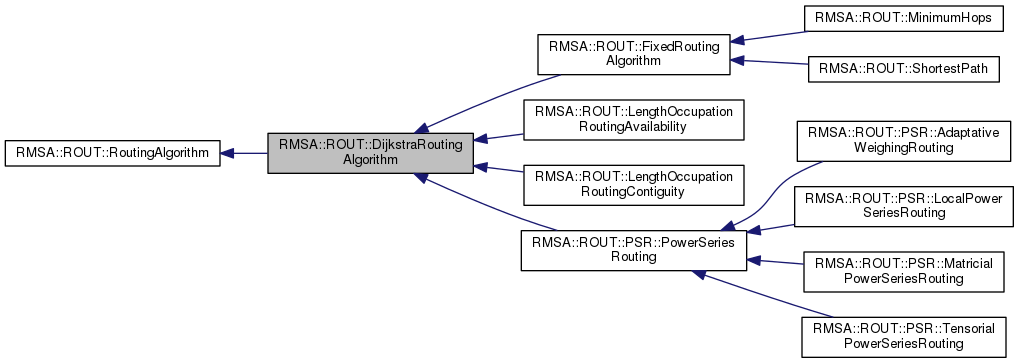 RMSA::ROUT::RoutingAlgorithm
RMSA::ROUT::DijkstraRouting
Algorithm
RMSA::ROUT::FixedRouting
Algorithm
RMSA::ROUT::LengthOccupation
RoutingAvailability
RMSA::ROUT::LengthOccupation
RoutingContiguity
RMSA::ROUT::PSR::PowerSeries
Routing
RMSA::ROUT::MinimumHops
RMSA::ROUT::ShortestPath
RMSA::ROUT::PSR::Adaptative
WeighingRouting
RMSA::ROUT::PSR::LocalPower
SeriesRouting
RMSA::ROUT::PSR::Matricial
PowerSeriesRouting
RMSA::ROUT::PSR::Tensorial
PowerSeriesRouting